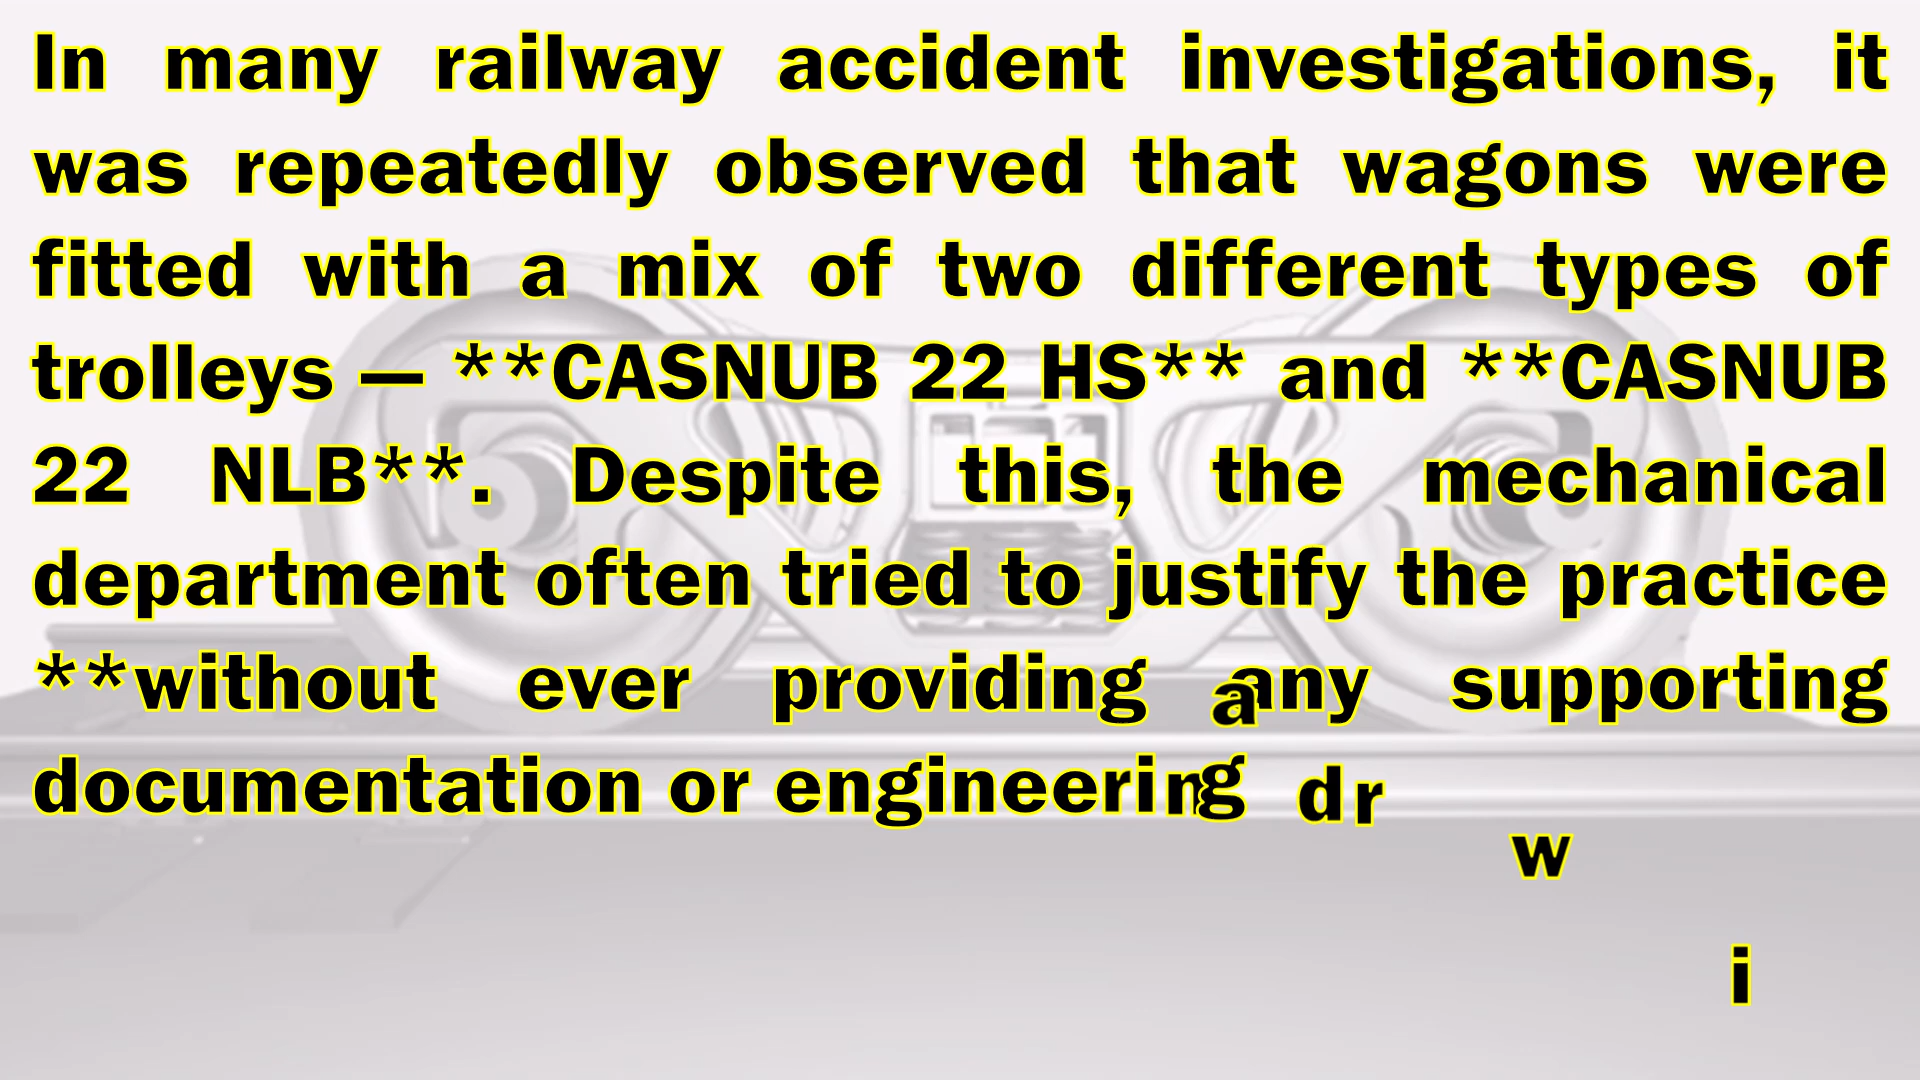 In many railway accident investigations, it
was repeatedly observed that wagons were
fitted with a mix of two different types of
trolleys — **CASNUB 22 HS** and **CASNUB
22 NLB**. Despite this, the mechanical
department often tried to justify the practice
**without ever providing any supporting
documentation or engineering